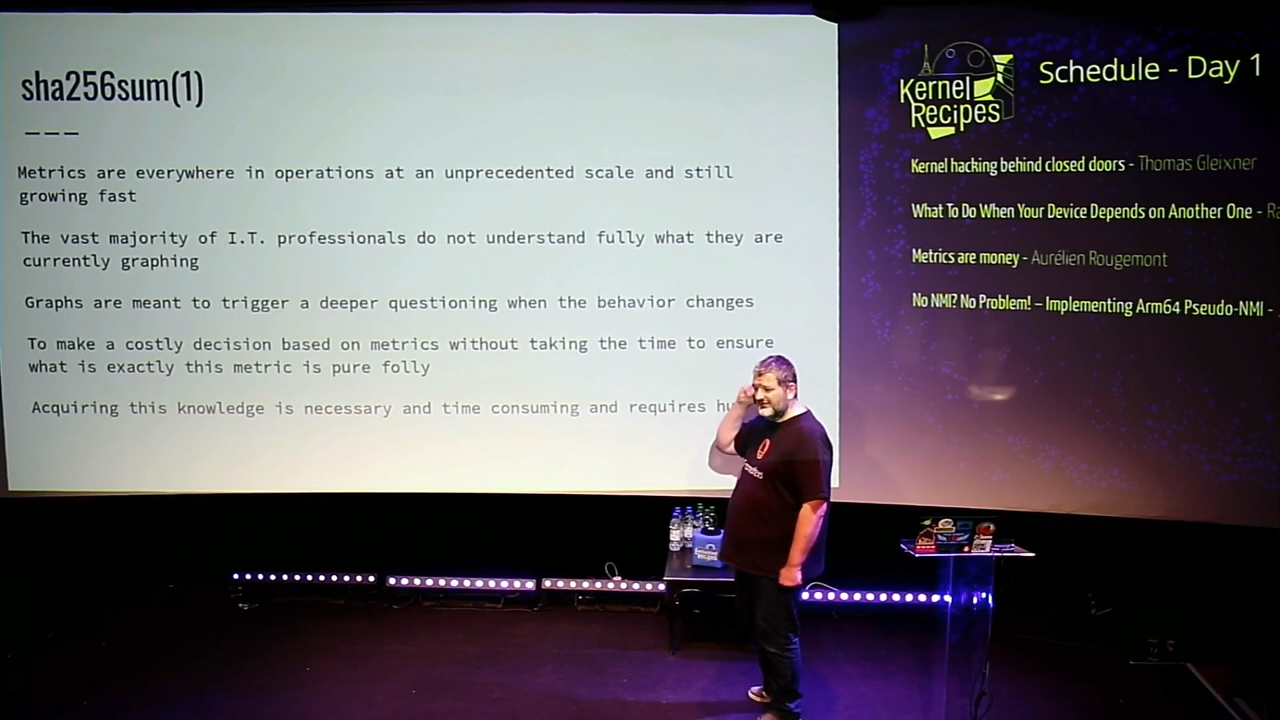 sha256sum(1)
———
Metrics are everywhere in operations at an unprecedented scale and still
growing fast
The vast majority of I.T. professionals do not understand fully what they are
currently graphing
Graphs are meant to trigger a deeper questioning when the behavior changes
To make a costly decision based on metrics without taking the time to ensure
what is exactly this metric is pure folly
Acquiring this knowledge is necessary and time consuming and requires
Kernel
Recipes
Schedule - Day 1
Kernel hacking behind closed doors - Thomas Gleixner
What To Do When Your Device Depends on Another One -
Metrics are money - Aurélien Rougemont
No NMI? No Problem! – Implementing Arm64 Pseudo-NMI -